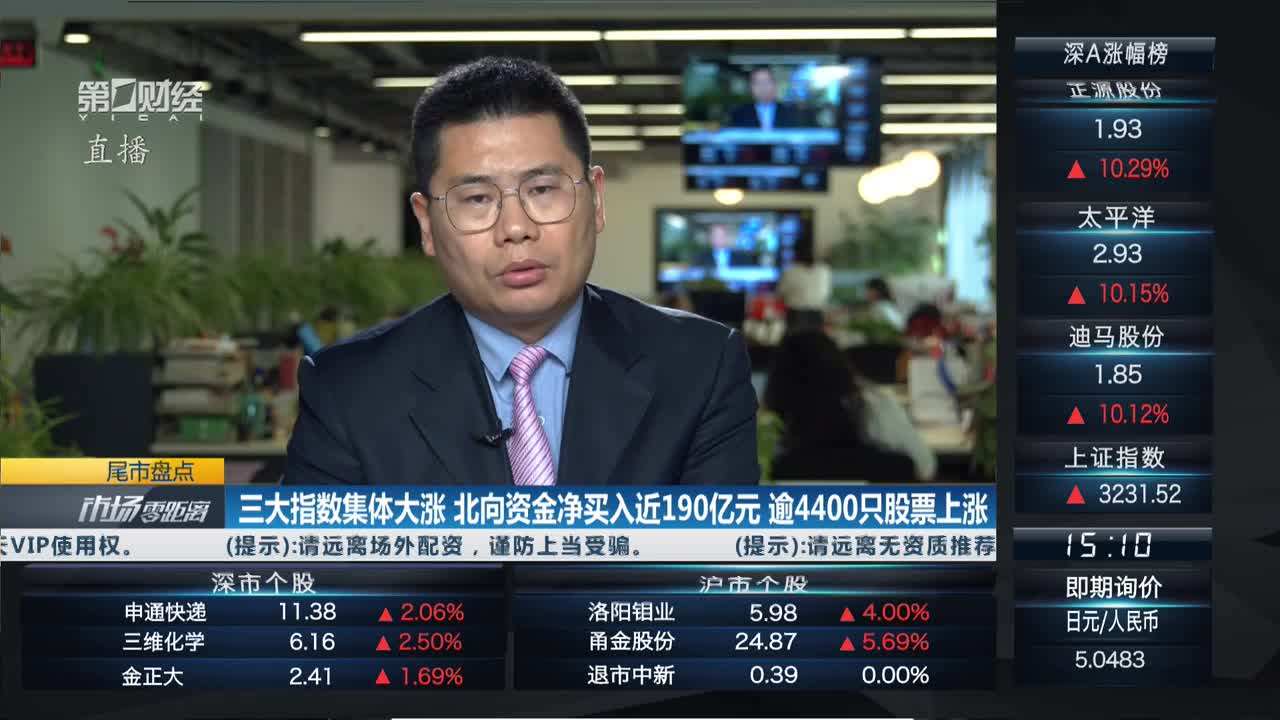 第一财经
YICAI
直播
尾市盘点
市场零距离
三大指数集体大涨 北向资金净买入近190亿元 逾4400只股票上涨
天VIP使用权。 (提示):请远离场外配资，谨防上当受骗。 (提示):请远离无资质推荐
深市个股
申通快递 11.38 ▲ 2.06%
三维化学 6.16 ▲ 2.50%
金正大 2.41 ▲ 1.69%
沪市个股
洛阳钼业 5.98 ▲ 4.00%
甬金股份 24.87 ▲ 5.69%
退市中新 0.39 0.00%
深A涨幅榜
正源股份
1.93
▲ 10.29%
太平洋
2.93
▲ 10.15%
迪马股份
1.85
▲ 10.12%
上证指数
▲ 3231.52
15:10
即期询价
日元/人民币
5.0483